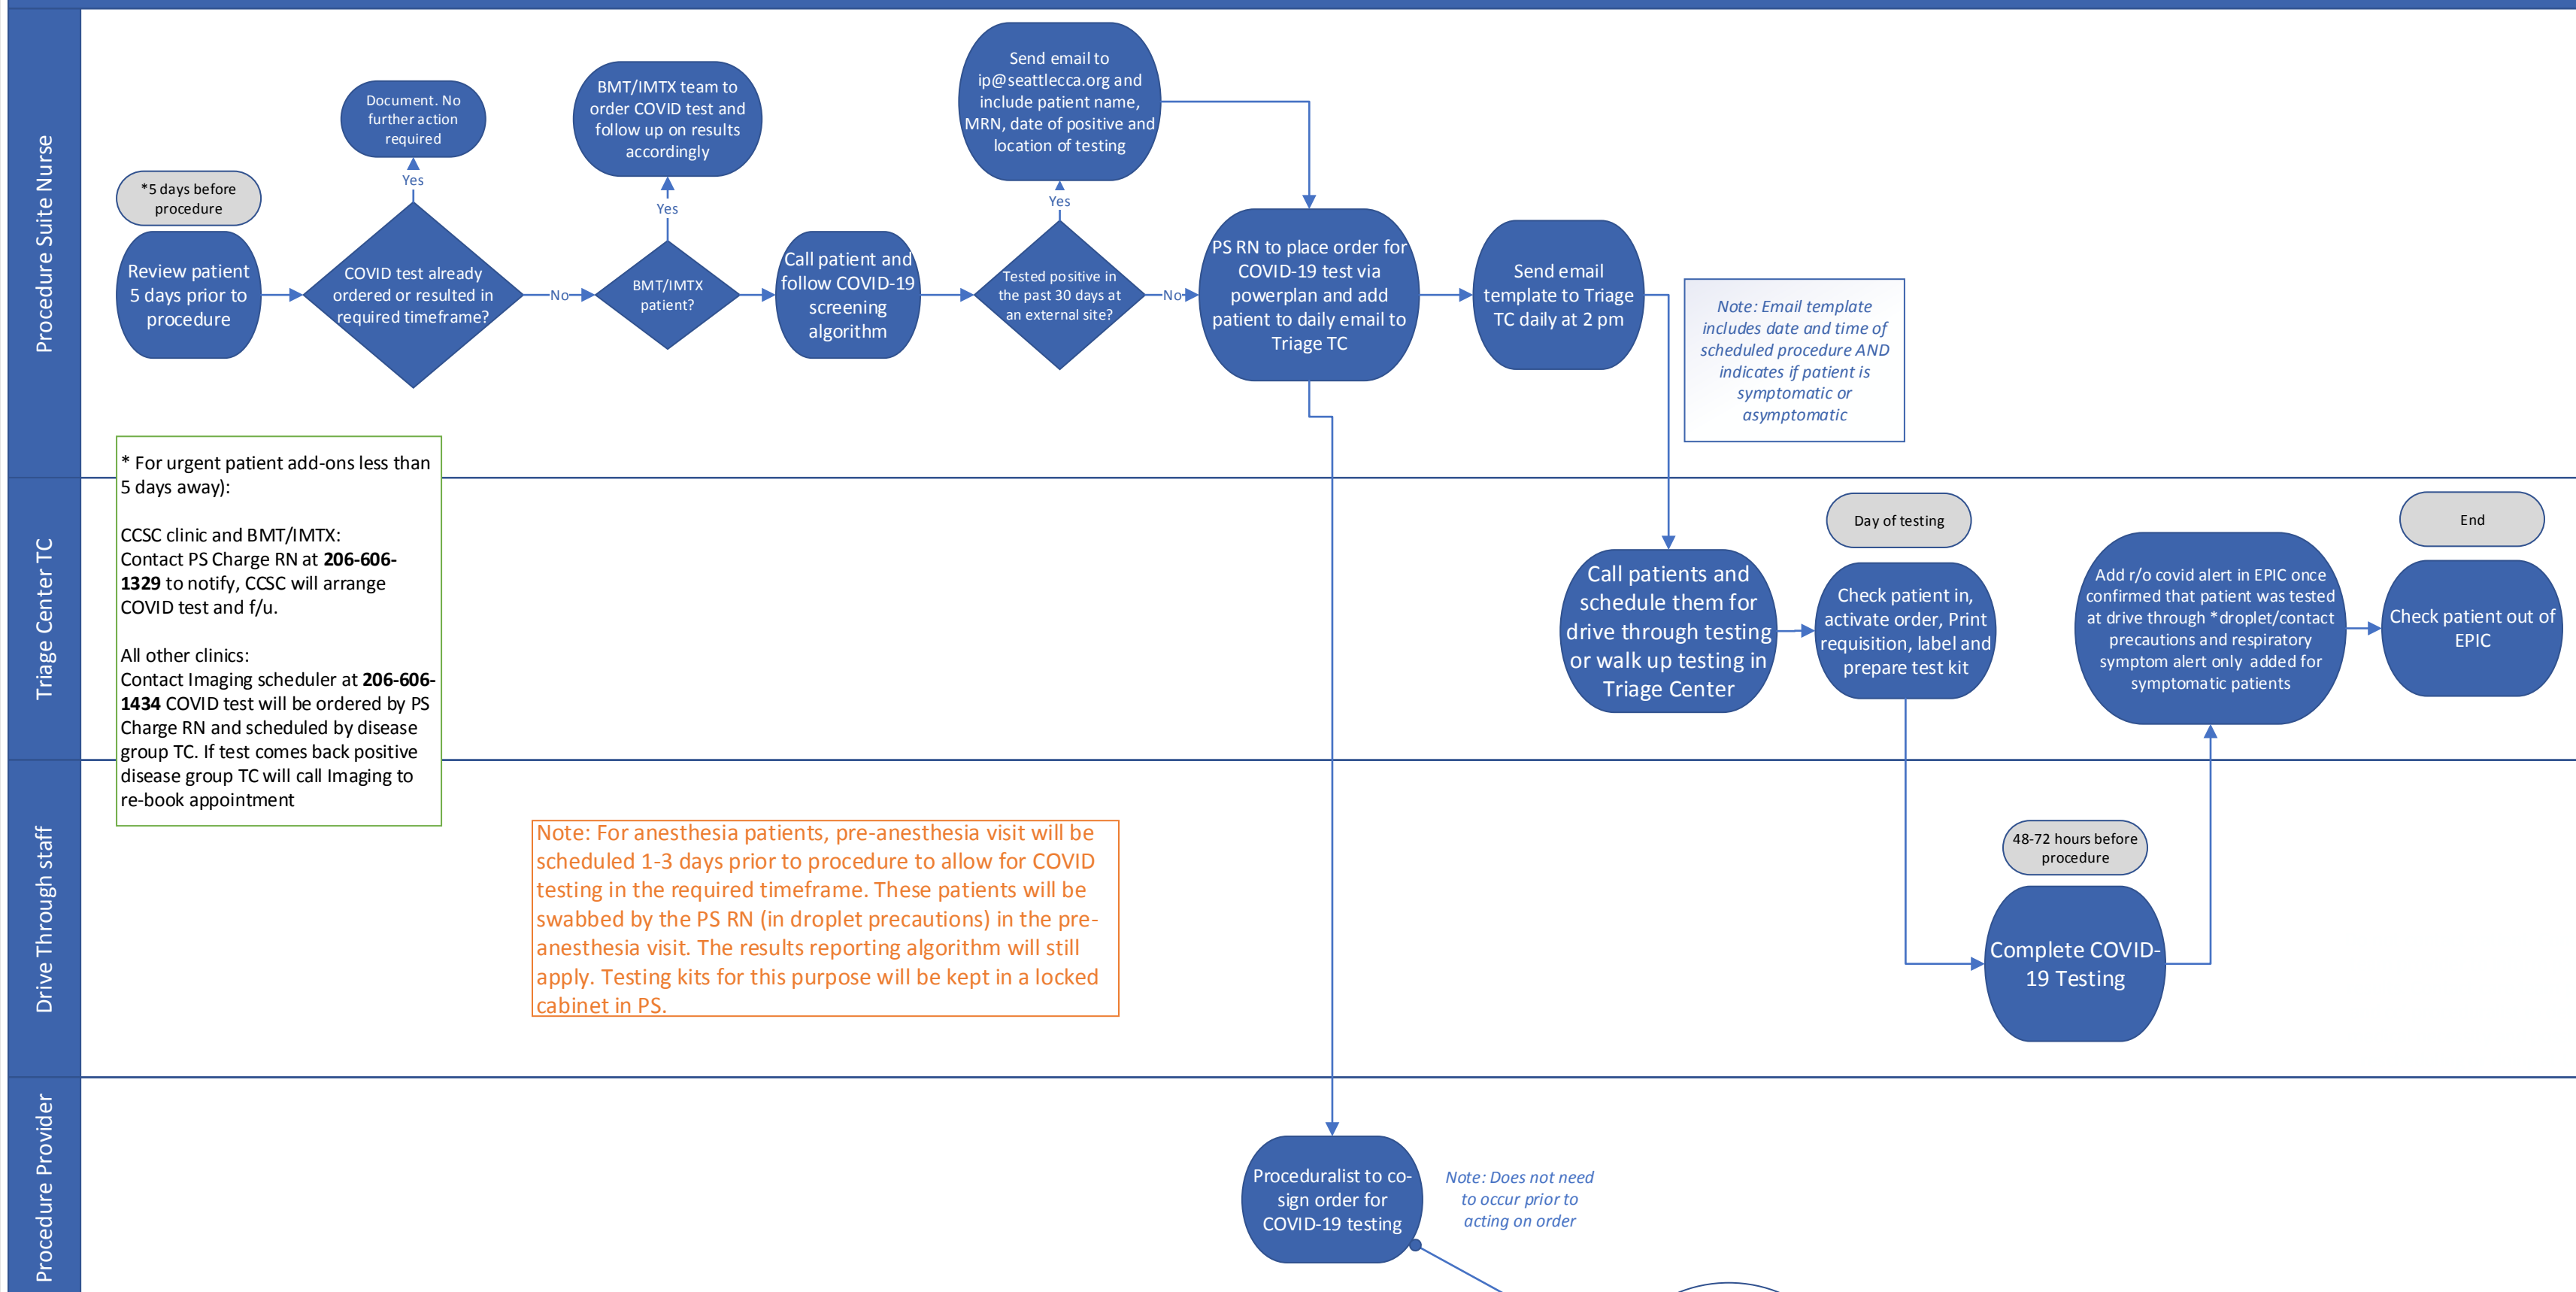 Procedure Suite Nurse
*5 days before
procedure
Review patient
5 days prior to
procedure
Document. No
further action
required
Yes
COVID test already
ordered or resulted in
required timeframe?
No
BMT/IMTX team to
order COVID test and
follow up on results
accordingly
Yes
BMT/IMTX
patient?
Call patient and
follow COVID-19
screening
algorithm
Send email to
ip@seattlecca.org and
include patient name,
MRN, date of positive and
location of testing
Yes
Tested positive in
the past 30 days at
an external site?
No
PS RN to place order for
COVID-19 test via
powerplan and add
patient to daily email to
Triage TC
Send email
template to Triage
TC daily at 2 pm
Note: Email template
includes date and time of
scheduled procedure AND
indicates if patient is
symptomatic or
asymptomatic
* For urgent patient add-ons less than
5 days away):
CCSC clinic and BMT/IMTX:
Contact PS Charge RN at 206-606-
1329 to notify, CCSC will arrange
COVID test and f/u.
All other clinics:
Contact Imaging scheduler at 206-606-
1434 COVID test will be ordered by PS
Charge RN and scheduled by disease
group TC. If test comes back positive
disease group TC will call Imaging to
re-book appointment
Triage Center TC
Call patients and
schedule them for
drive through testing
or walk up testing in
Triage Center
Day of testing
Check patient in,
activate order, Print
requisition, label and
prepare test kit
Add r/o covid alert in EPIC once
confirmed that patient was tested
at drive through *droplet/contact
precautions and respiratory
symptom alert only added for
symptomatic patients
End
Check patient out of
EPIC
Drive Through staff
Note: For anesthesia patients, pre-anesthesia visit will be
scheduled 1-3 days prior to procedure to allow for COVID
testing in the required timeframe. These patients will be
swabbed by the PS RN (in droplet precautions) in the pre-
anesthesia visit. The results reporting algorithm will still
apply. Testing kits for this purpose will be kept in a locked
cabinet in PS.
48-72 hours before
procedure
Complete COVID-
19 Testing
Procedure Provider
Proceduralist to co-
sign order for
COVID-19 testing
Note: Does not need
to occur prior to
acting on order